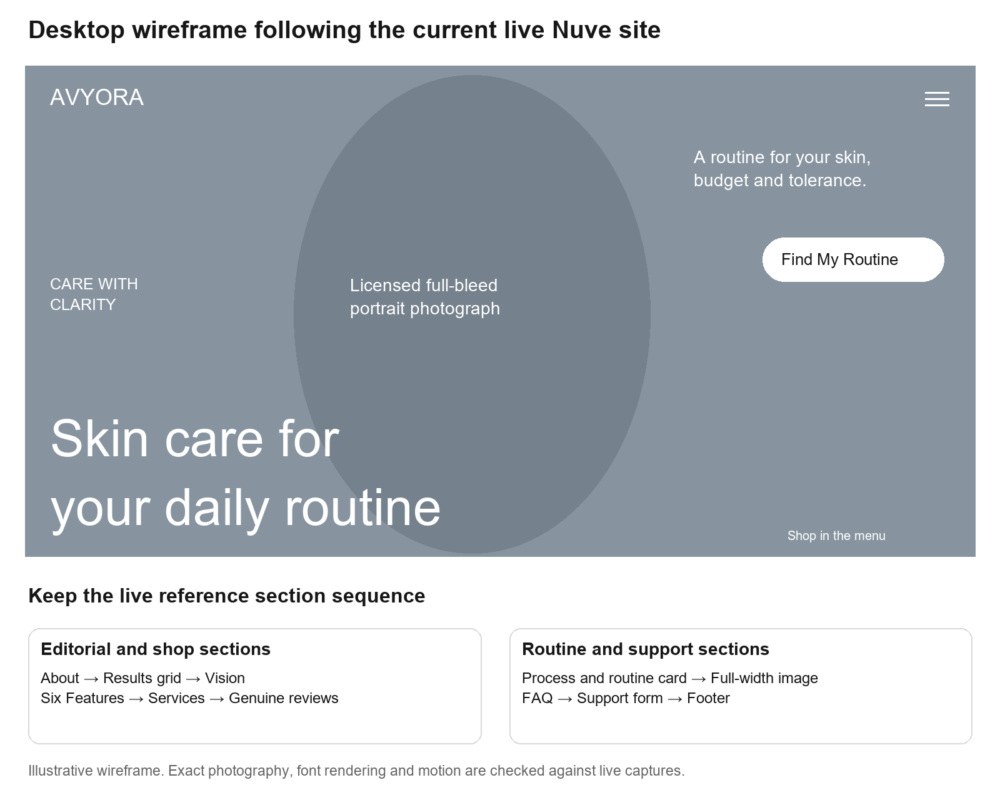 Desktop wireframe following the current live Nuve site
AVYORA
A routine for your skin,
budget and tolerance.
Find My Routine
CARE WITH
CLARITY
Licensed full-bleed
portrait photograph
Skin care for
your daily routine
Shop in the menu
Keep the live reference section sequence
Editorial and shop sections
About → Results grid → Vision
Six Features → Services → Genuine reviews
Routine and support sections
Process and routine card → Full-width image
FAQ → Support form → Footer
Illustrative wireframe. Exact photography, font rendering and motion are checked against live captures.